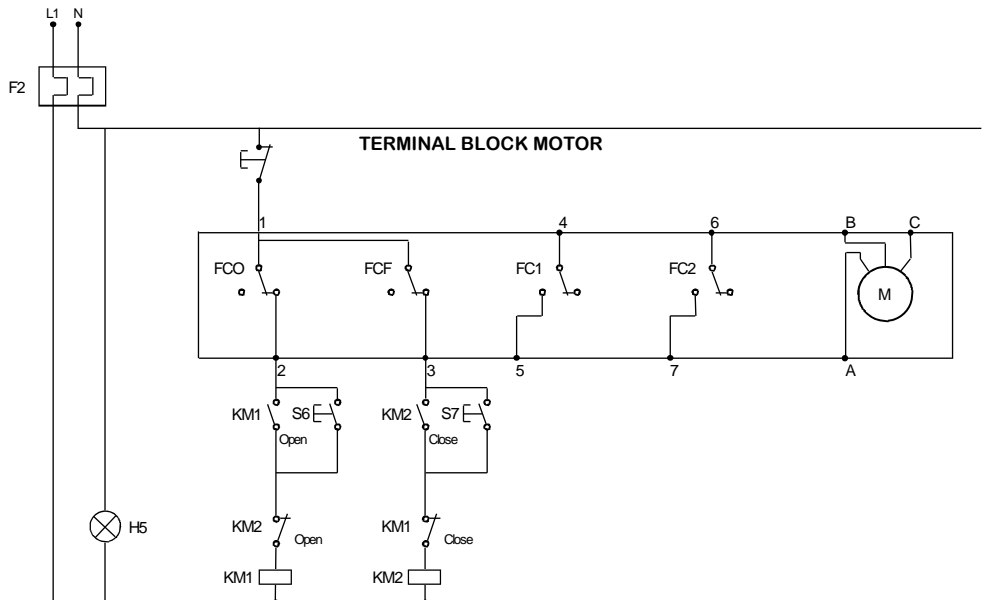 L1 N
F2
TERMINAL BLOCK MOTOR
1 4 6 B C
FCO FCF FC1 FC2 M
2 3 5 7 A
KM1 S6 KM2 S7
Open Close
H5 KM2 KM1
Open Close
KM1 KM2